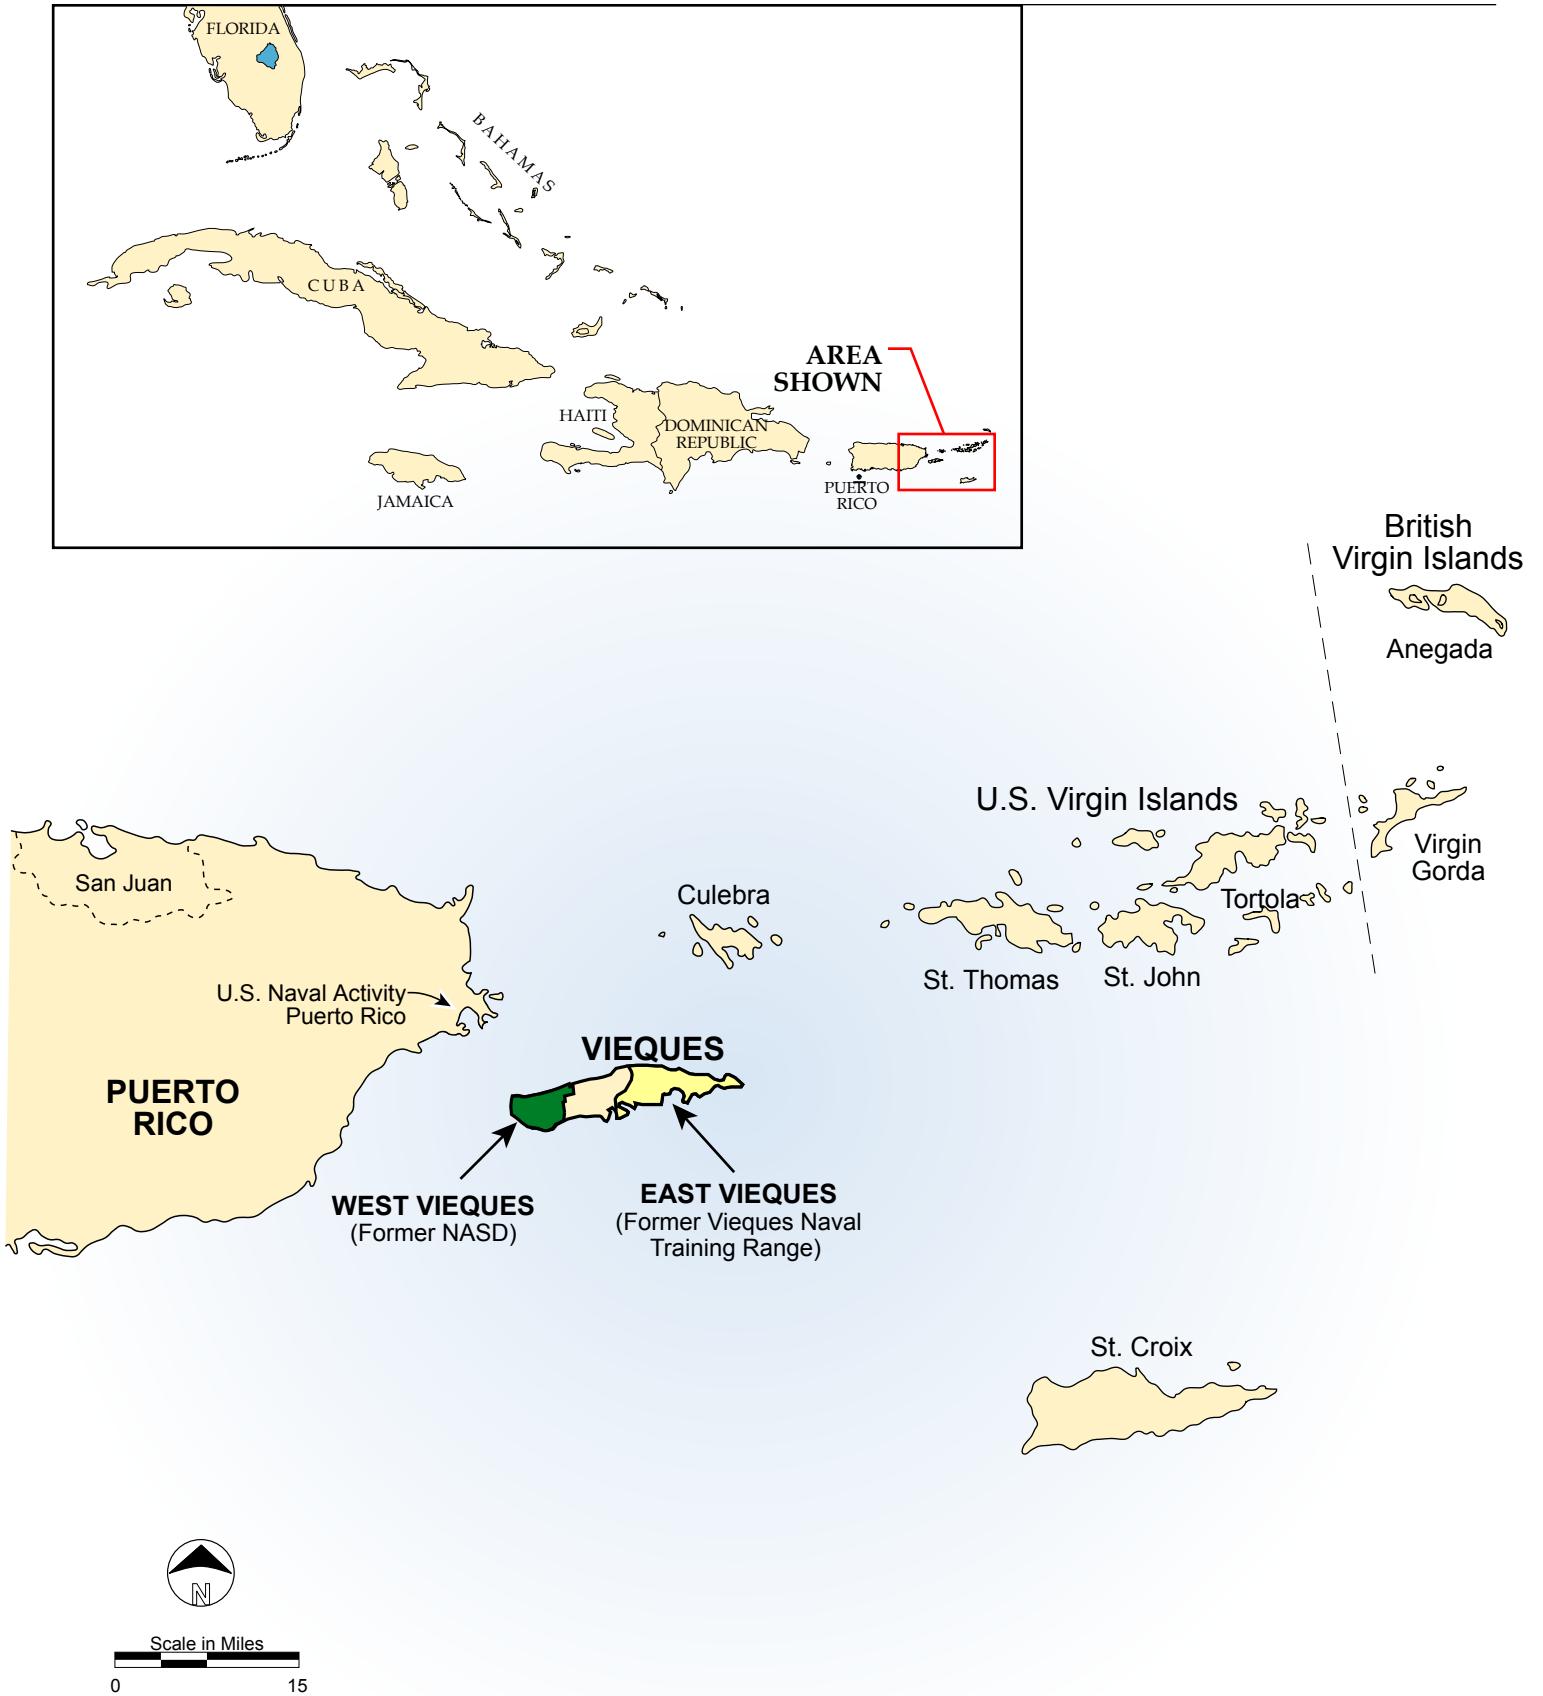 FLORIDA
BAHAMAS
CUBA
AREA
SHOWN
HAITI
DOMINICAN
REPUBLIC
JAMAICA
PUERTO
RICO
British
Virgin Islands
Anegada
U.S. Virgin Islands
Virgin
Gorda
San Juan
Culebra
Tortola
St. Thomas
St. John
U.S. Naval Activity
Puerto Rico
VIEQUES
PUERTO
RICO
WEST VIEQUES
(Former NASD)
EAST VIEQUES
(Former Vieques Naval
Training Range)
St. Croix
N
Scale in Miles
0 15